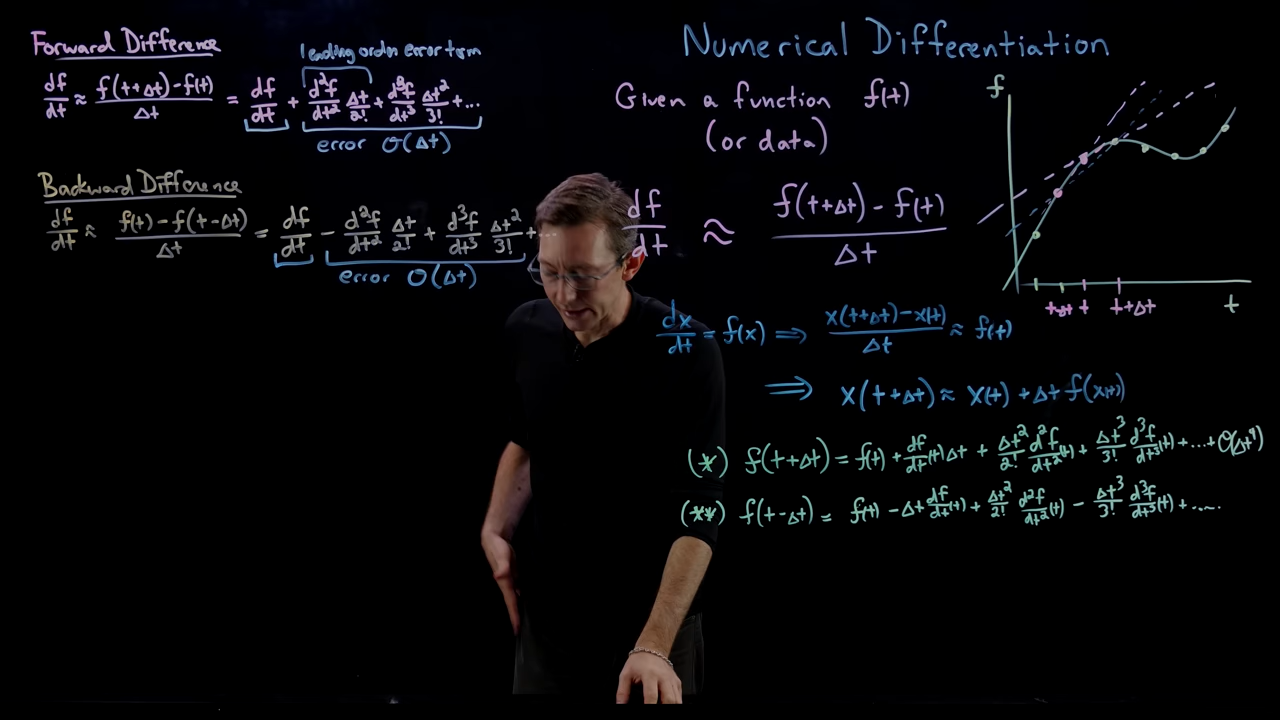 Forward Difference
leading order error term
df/dt ≈ (f(t+Δt) - f(t))/Δt = df/dt + d²f/dt² Δt/2! + d³f/dt³ Δt²/3! + ...
error O(Δt)
Backward Difference
df/dt ≈ (f(t) - f(t-Δt))/Δt = df/dt - d²f/dt² Δt/2! + d³f/dt³ Δt²/3! + ...
error O(Δt)
Numerical Differentiation
Given a function f(t)
(or data)
df/dt ≈ (f(t+Δt) - f(t))/Δt
f
t-Δt t t+Δt t
dx/dt = f(x) ⟹ (x(t+Δt) - x(t))/Δt ≈ f(t)
⟹ x(t+Δt) ≈ x(t) + Δt f(x(t))
(*) f(t+Δt) = f(t) + df/dt(t) Δt + Δt²/2! d²f/dt²(t) + Δt³/3! d³f/dt³(t) + ... + O(Δt⁴)
(**) f(t-Δt) = f(t) - Δt df/dt(t) + Δt²/2! d²f/dt²(t) - Δt³/3! d³f/dt³(t) + ....